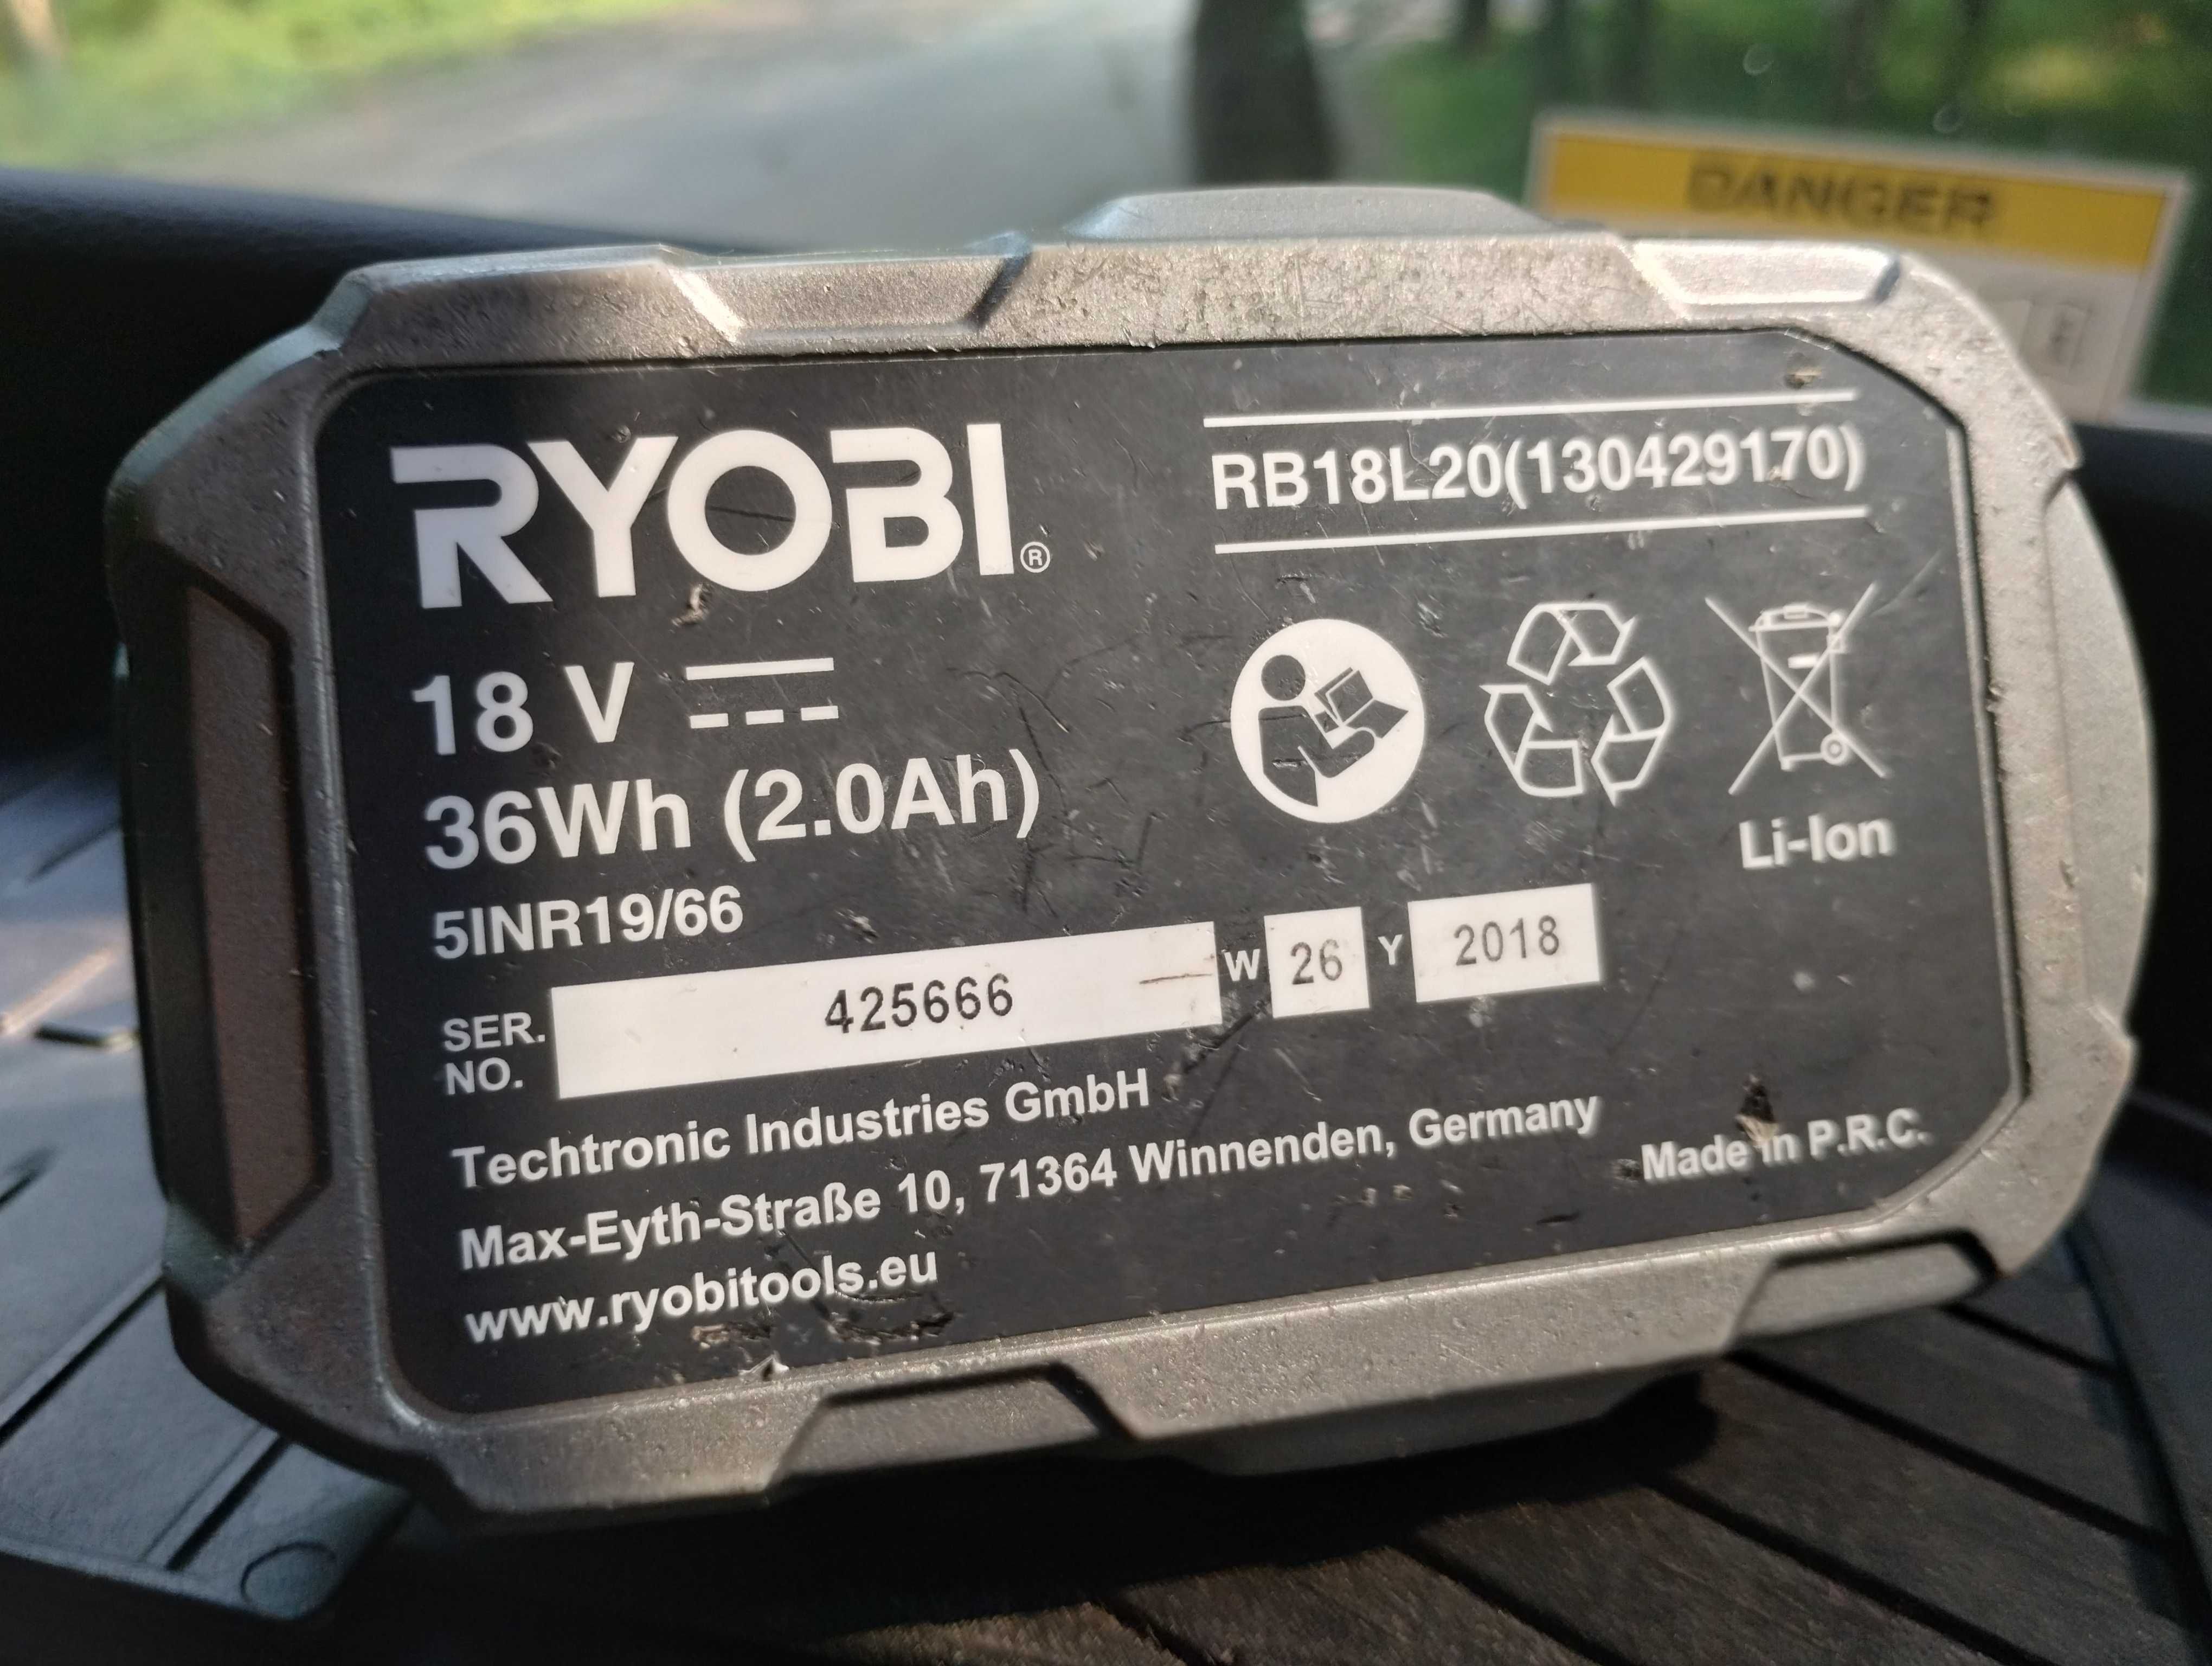 DANGER
RYOBI®
RB18L20(130429170)
18 V
36Wh (2.0Ah)
Li-Ion
5INR19/66
SER. NO. 425666 W 26 Y 2018
Techtronic Industries GmbH
Max-Eyth-Straße 10, 71364 Winnenden, Germany
Made in P.R.C.
www.ryobitools.eu